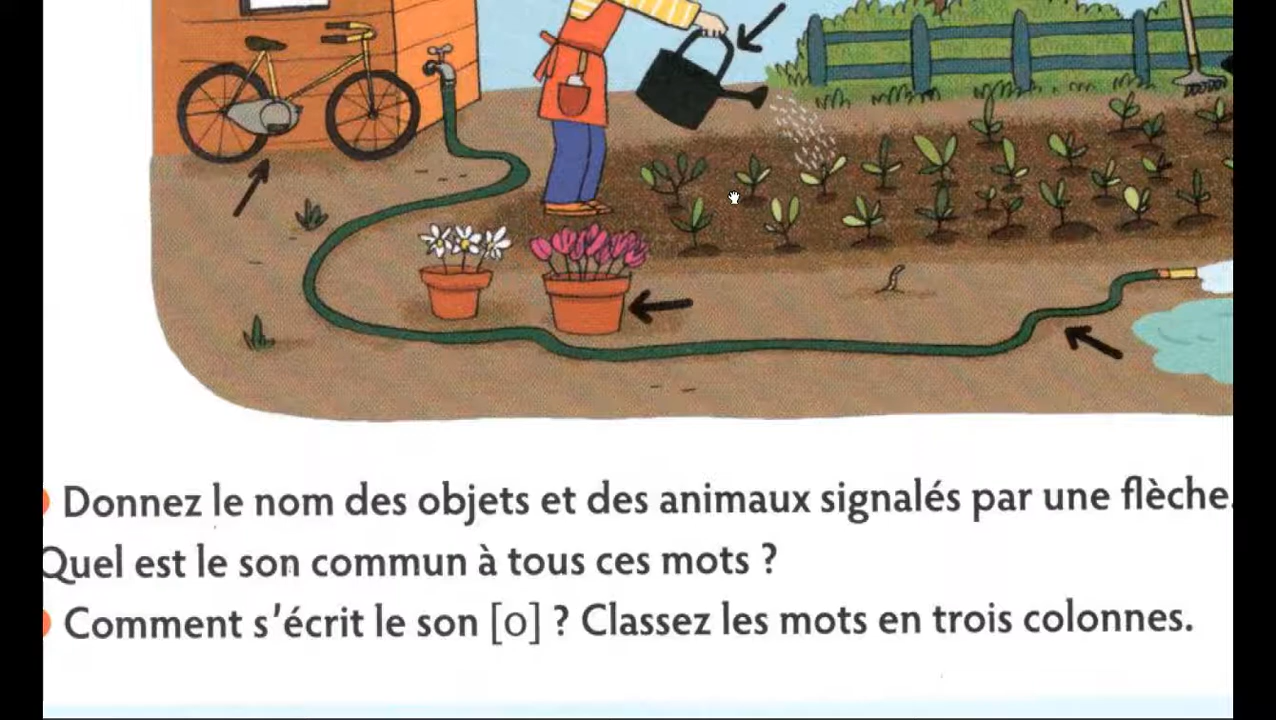 Donnez le nom des objets et des animaux signalés par une flèche.
Quel est le son commun à tous ces mots ?
Comment s'écrit le son [o] ? Classez les mots en trois colonnes.